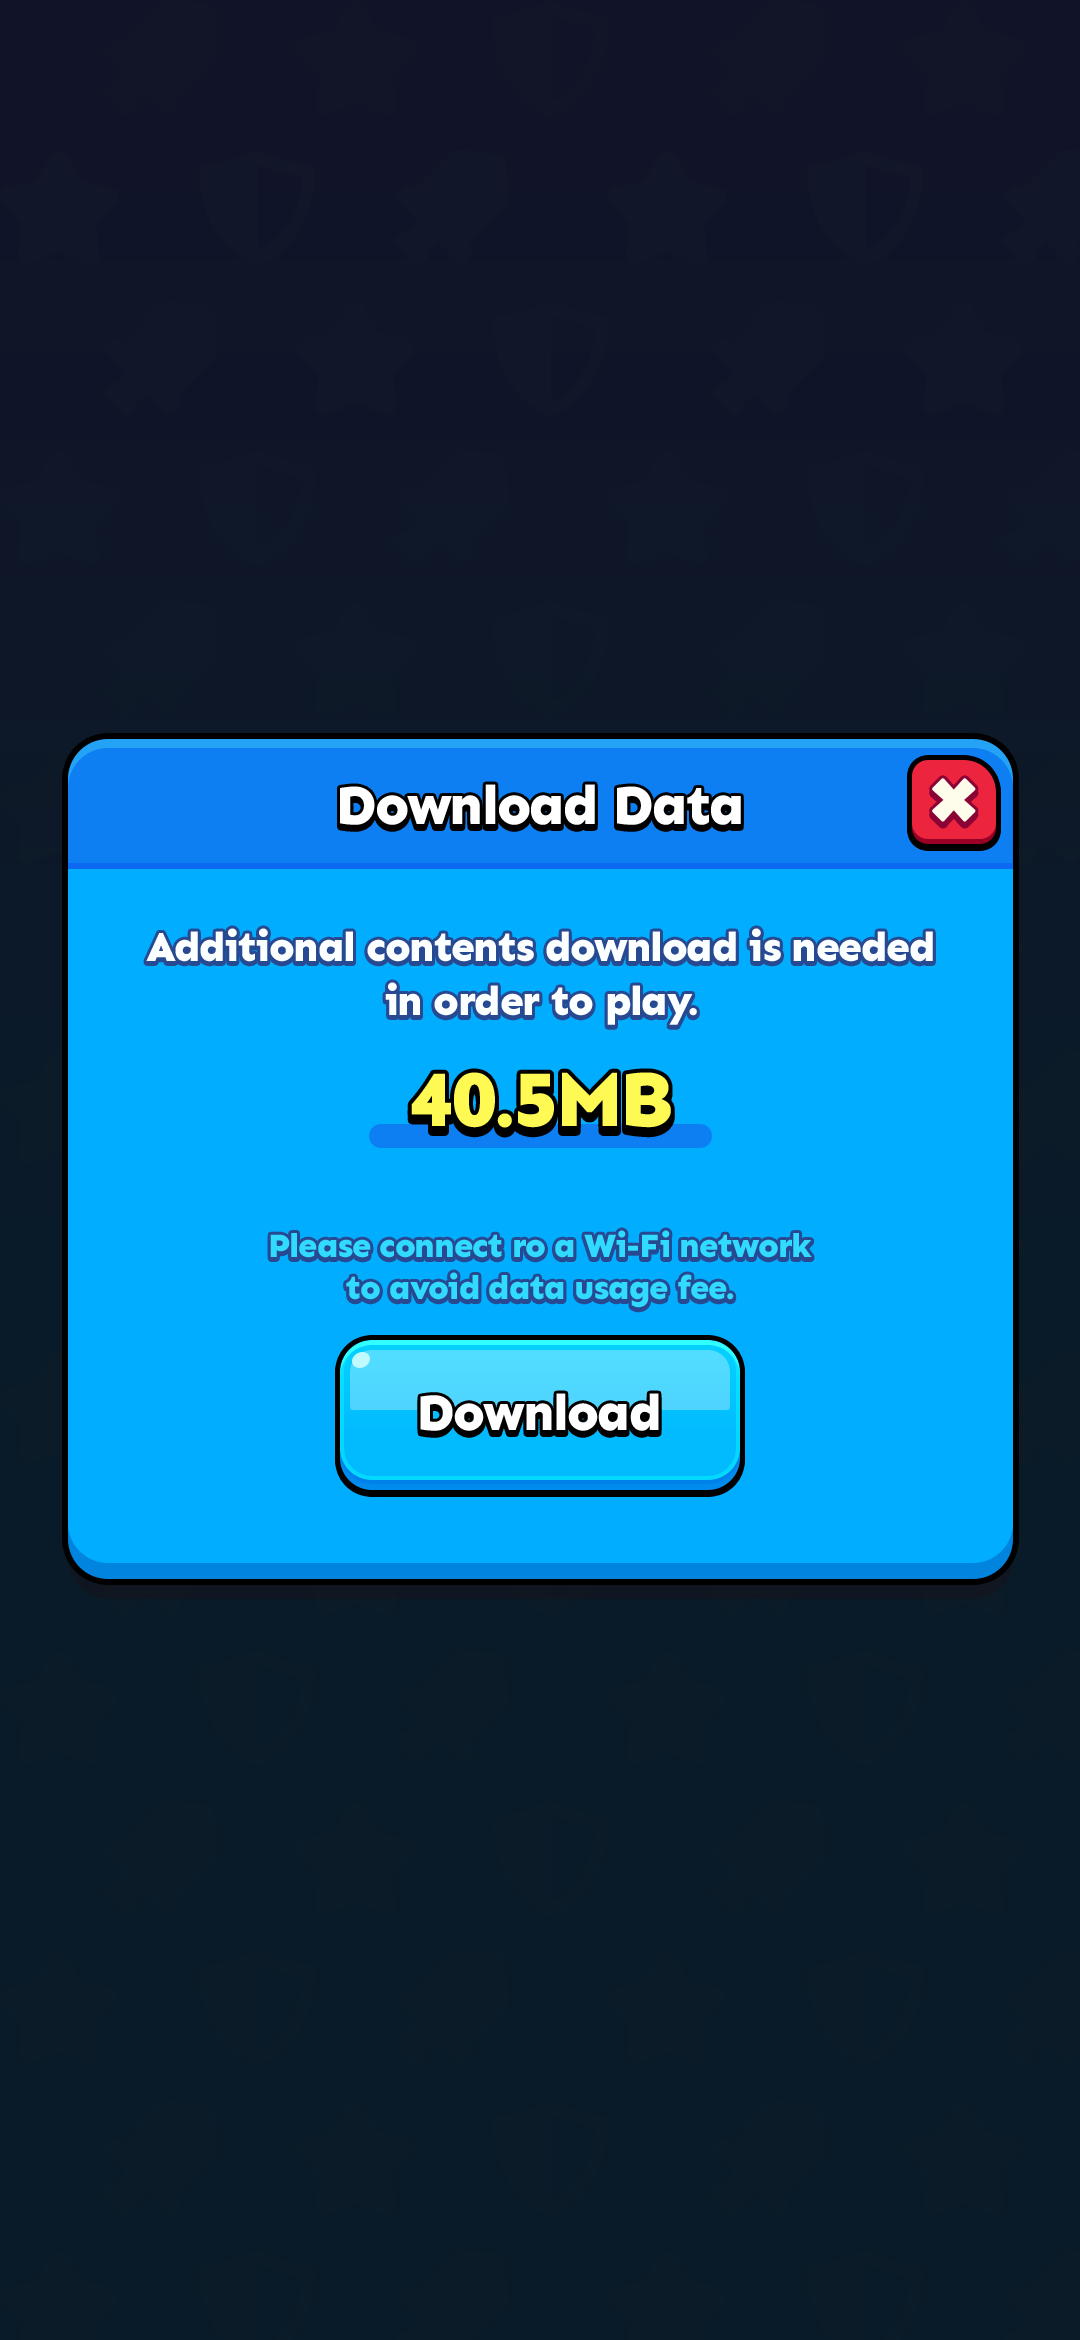 Download Data
Additional contents download is needed
in order to play.
40.5MB
Please connect ro a Wi-Fi network
to avoid data usage fee.
Download